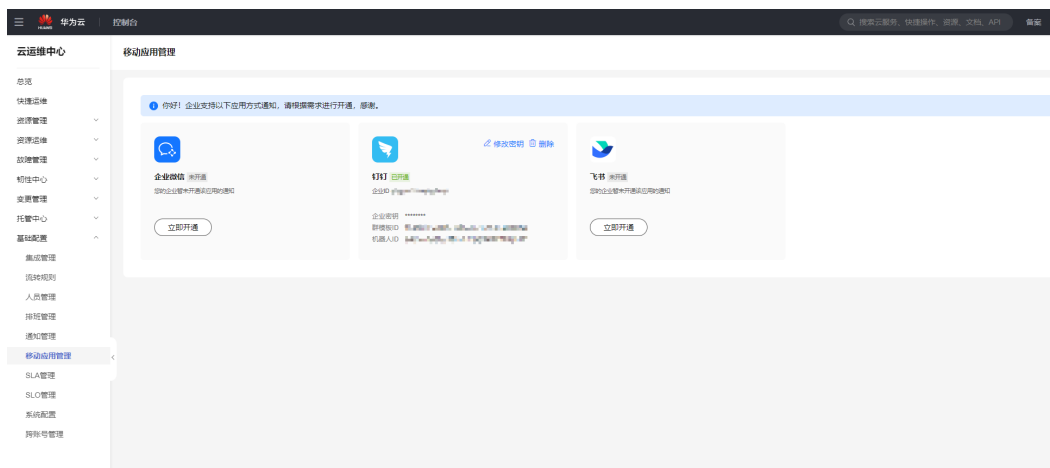 HUAWEI 华为云 控制台 搜索云服务、快捷操作、资源、文档、API 备案
云运维中心
移动应用管理
总览
快捷运维
资源管理
资源运维
故障管理
韧性中心
变更管理
托管中心
基础配置
集成管理
流转规则
人员管理
排班管理
通知管理
移动应用管理
SLA管理
SLO管理
系统配置
跨账号管理
你好！企业支持以下应用方式通知，请根据需求进行开通，感谢。
企业微信 未开通
您的企业暂未开通该应用的通知
立即开通
修改密钥 删除
钉钉 已开通
企业ID
企业密钥 ********
群模板ID
机器人ID
飞书 未开通
您的企业暂未开通该应用的通知
立即开通